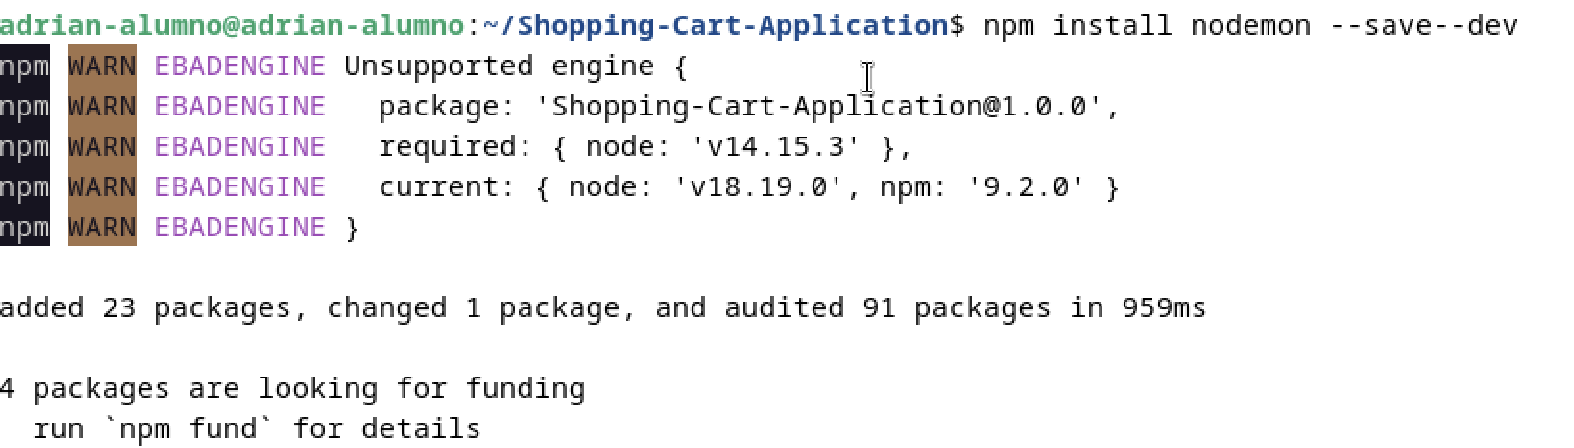 adrian-alumno@adrian-alumno:~/Shopping-Cart-Application$ npm install nodemon --save--dev
npm WARN EBADENGINE Unsupported engine {
npm WARN EBADENGINE   package: 'Shopping-Cart-Application@1.0.0',
npm WARN EBADENGINE   required: { node: 'v14.15.3' },
npm WARN EBADENGINE   current: { node: 'v18.19.0', npm: '9.2.0' }
npm WARN EBADENGINE }
added 23 packages, changed 1 package, and audited 91 packages in 959ms
4 packages are looking for funding
  run `npm fund` for details